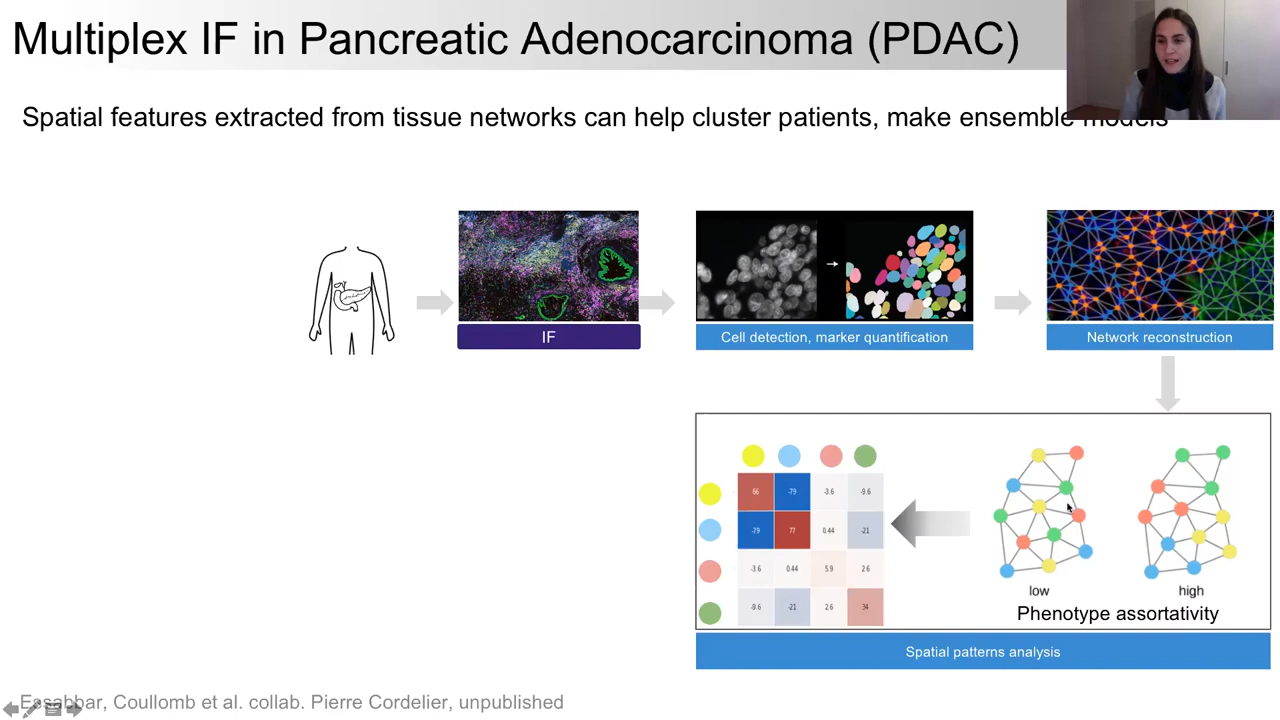 Multiplex IF in Pancreatic Adenocarcinoma (PDAC)
Spatial features extracted from tissue networks can help cluster patients, make ensemble models
IF
Cell detection, marker quantification
Network reconstruction
66 -79 -3.6 -9.6
-79 77 0.44 -21
-3.6 0.44 5.9 2.6
-9.6 -21 2.6 34
low
high
Phenotype assortativity
Spatial patterns analysis
Essabbar, Coullomb et al. collab. Pierre Cordelier, unpublished